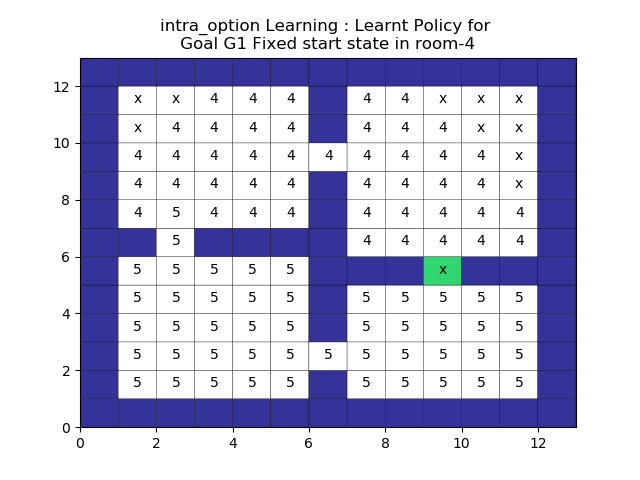 intra_option Learning : Learnt Policy for
Goal G1 Fixed start state in room-4
12
x x 4 4 4 4 4 x x x
x 4 4 4 4 4 4 4 x x
10
4 4 4 4 4 4 4 4 4 4 x
4 4 4 4 4 4 4 4 4 x
8
4 5 4 4 4 4 4 4 4 4
5 4 4 4 4 4
6
5 5 5 5 5 x
5 5 5 5 5 5 5 5 5 5
4
5 5 5 5 5 5 5 5 5 5
5 5 5 5 5 5 5 5 5 5 5
2
5 5 5 5 5 5 5 5 5 5
0
0 2 4 6 8 10 12